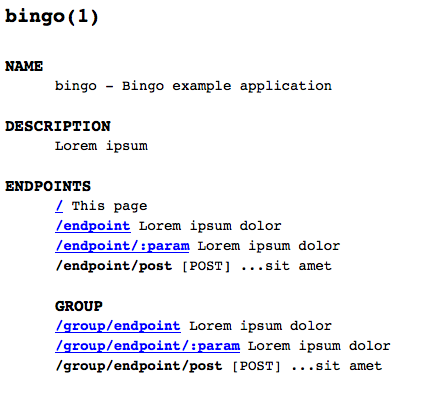 bingo(1)
NAME
bingo - Bingo example application
DESCRIPTION
Lorem ipsum
ENDPOINTS
/ This page
/endpoint Lorem ipsum dolor
/endpoint/:param Lorem ipsum dolor
/endpoint/post [POST] ...sit amet
GROUP
/group/endpoint Lorem ipsum dolor
/group/endpoint/:param Lorem ipsum dolor
/group/endpoint/post [POST] ...sit amet